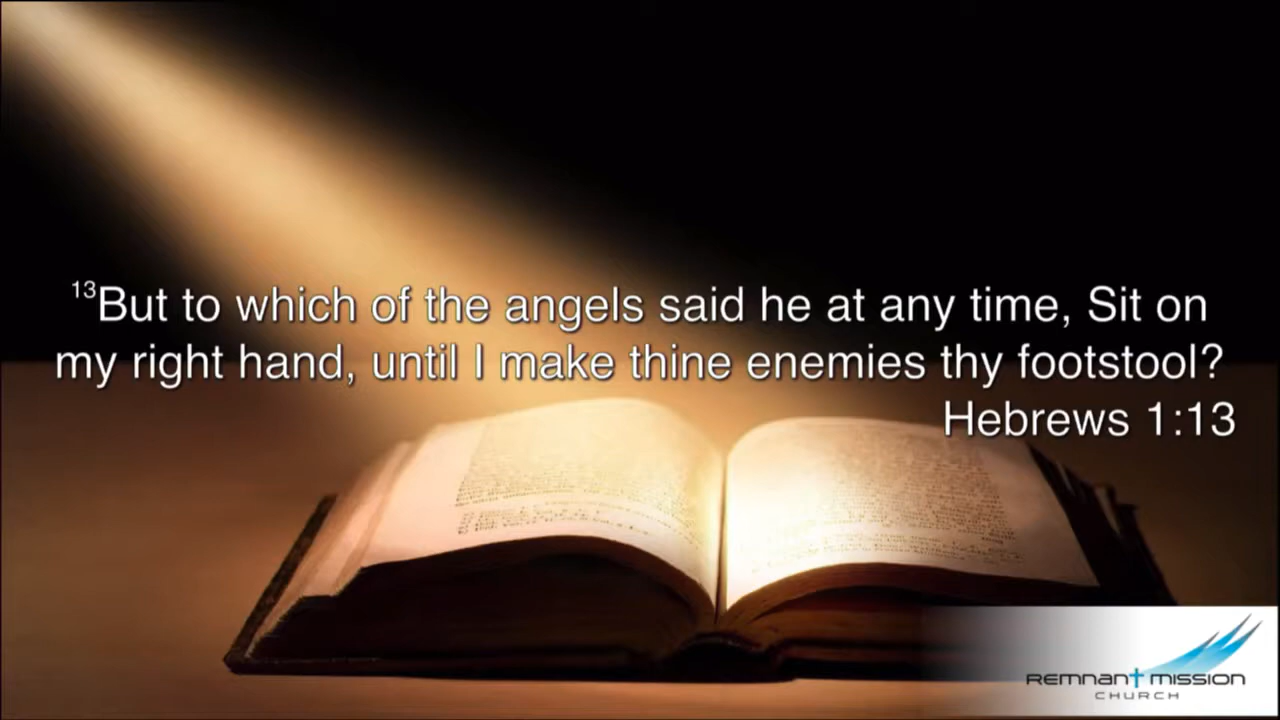 13But to which of the angels said he at any time, Sit on
my right hand, until I make thine enemies thy footstool?
Hebrews 1:13
REMNANT MISSION
CHURCH